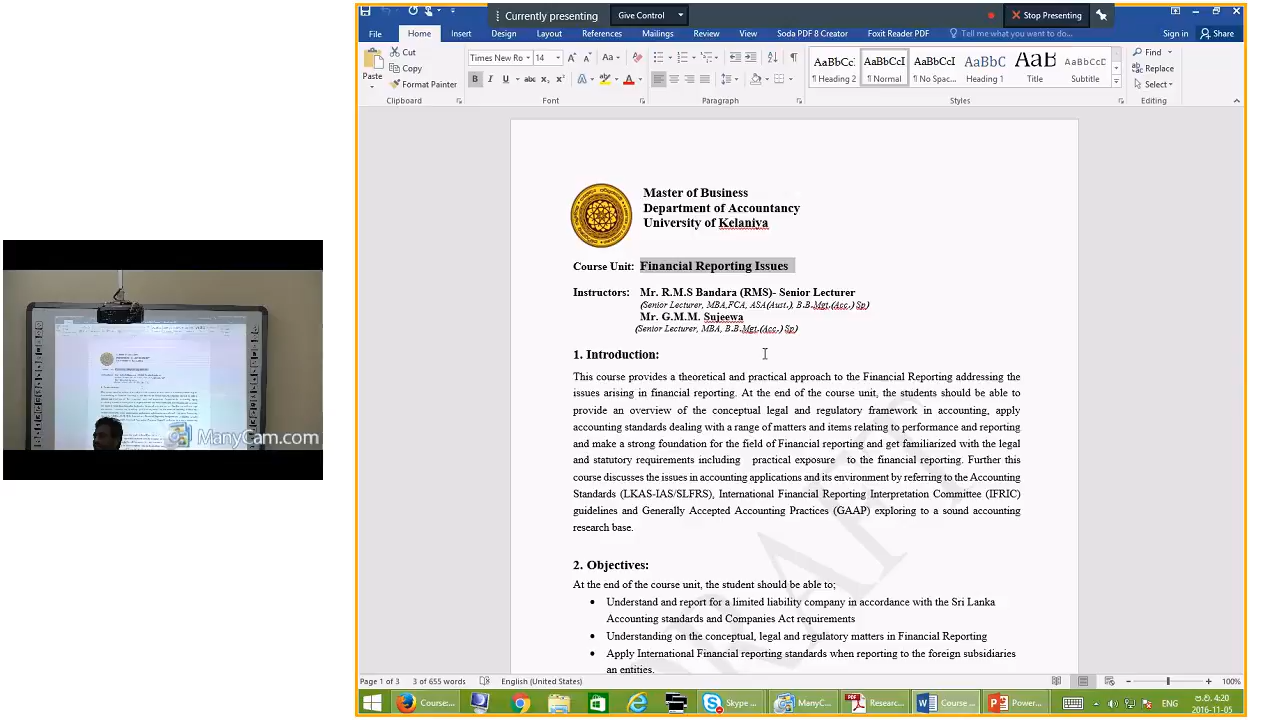 Currently presenting
Give Control
Stop Presenting
File Home Insert Design Layout References Mailings Review View Soda PDF 8 Creator Foxit Reader PDF Tell me what you want to do... Sign in Share
Paste
Cut
Copy
Format Painter
Clipboard
Times New Ro 14
Font
Paragraph
AaBbCc AaBbCcI AaBbCcI AaBbC AaB AaBbCcI
¶ Heading 2 ¶ Normal ¶ No Spac... Heading 1 Title Subtitle
Styles
Find
Replace
Select
Editing
Master of Business
Department of Accountancy
University of Kelaniya
Course Unit: Financial Reporting Issues
Instructors: Mr. R.M.S Bandara (RMS)- Senior Lecturer
(Senior Lecturer, MBA,FCA, ASA(Aust.), B.B.Mgt.(Acc.) Sp)
Mr. G.M.M. Sujeewa
(Senior Lecturer, MBA, B.B.Mgt.(Acc.) Sp)
1. Introduction:
This course provides a theoretical and practical approach to the Financial Reporting addressing the
issues arising in financial reporting. At the end of the course unit, the students should be able to
provide an overview of the conceptual legal and regulatory framework in accounting, apply
accounting standards dealing with a range of matters and items relating to performance and reporting
and make a strong foundation for the field of Financial reporting and get familiarized with the legal
and statutory requirements including practical exposure to the financial reporting. Further this
course discusses the issues in accounting applications and its environment by referring to the Accounting
Standards (LKAS-IAS/SLFRS), International Financial Reporting Interpretation Committee (IFRIC)
guidelines and Generally Accepted Accounting Practices (GAAP) exploring to a sound accounting
research base.
2. Objectives:
At the end of the course unit, the student should be able to;
• Understand and report for a limited liability company in accordance with the Sri Lanka
Accounting standards and Companies Act requirements
• Understanding on the conceptual, legal and regulatory matters in Financial Reporting
• Apply International Financial reporting standards when reporting to the foreign subsidiaries
an entities.
DRAFT
Page 1 of 3 3 of 655 words English (United States) 100%
Course: Skype ... ManyC... Researc... Course ... Power... ENG
ප.ව. 4:20
2016-11-05
ManyCam.com